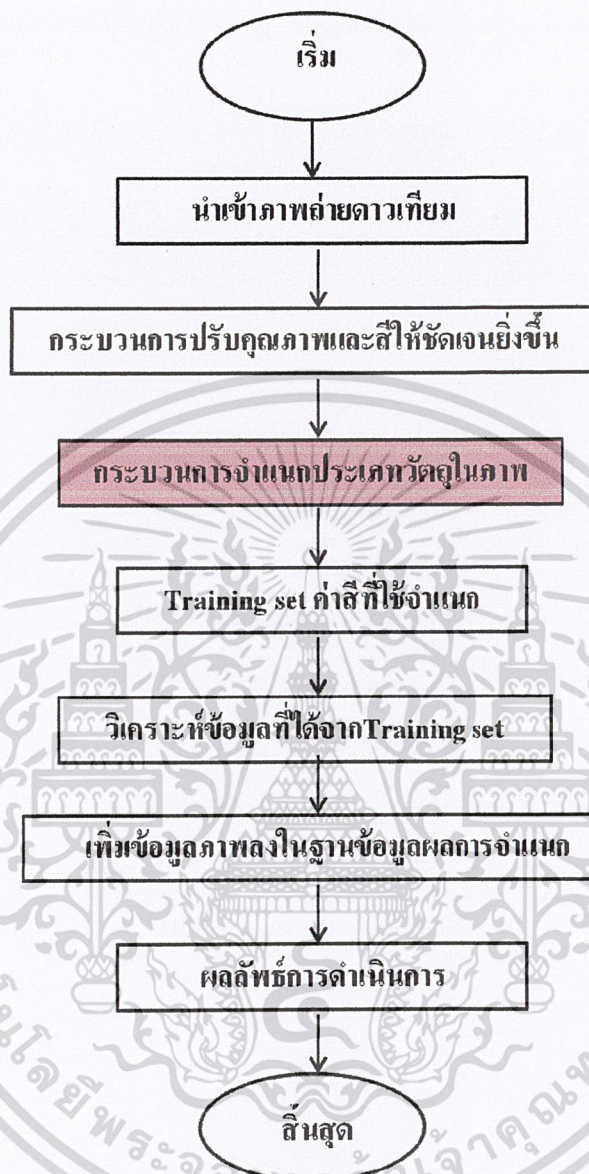 เริ่ม
นำเข้าภาพถ่ายดาวเทียม
กระบวนการปรับคุณภาพและสีให้ชัดเจนยิ่งขึ้น
กระบวนการจำแนกประเภทวัตถุในภาพ
Training set ค่าสีที่ใช้จำแนก
วิเคราะห์ข้อมูลที่ได้จากTraining set
เพิ่มข้อมูลภาพลงในฐานข้อมูลผลการจำแนก
ผลลัพธ์การดำเนินการ
สิ้นสุด